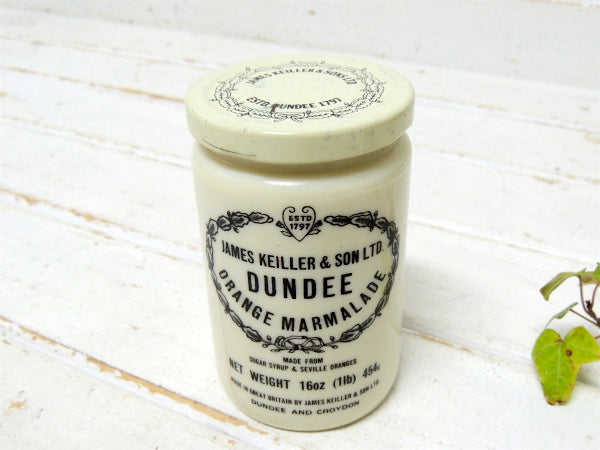 JAMES KEILLER & SONS LTD
ESTD. DUNDEE 1797
ESTD
1797
JAMES KEILLER & SON LTD.
DUNDEE
ORANGE MARMALADE
MADE FROM
SUGAR SYRUP & SEVILLE ORANGES
NET WEIGHT 16oz (1lb) 454g
MADE IN GREAT BRITAIN BY JAMES KEILLER & SON LTD.
DUNDEE AND CROYDON